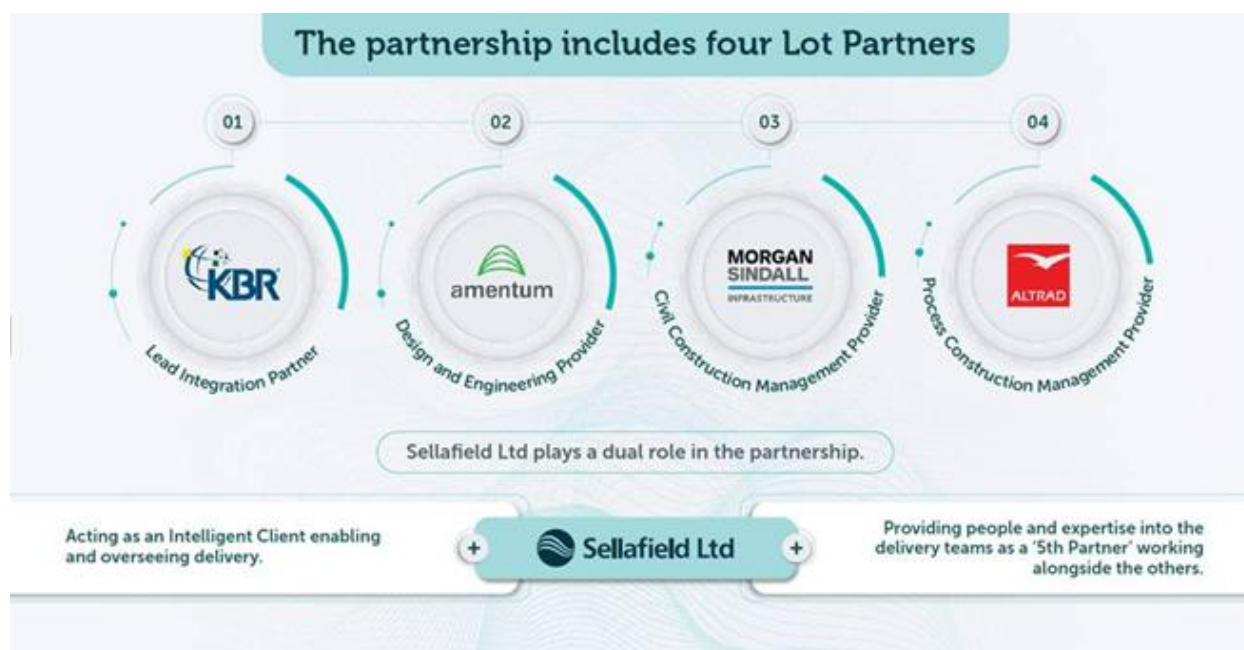 The partnership includes four Lot Partners
01
02
03
04
KBR
amentum
MORGAN
SINDALL
INFRASTRUCTURE
ALTRAD
Lead Integration Partner
Design and Engineering Provider
Civil Construction Management Provider
Process Construction Management Provider
Sellafield Ltd plays a dual role in the partnership.
Acting as an Intelligent Client enabling
and overseeing delivery.
+
Sellafield Ltd
+
Providing people and expertise into the
delivery teams as a '5th Partner' working
alongside the others.